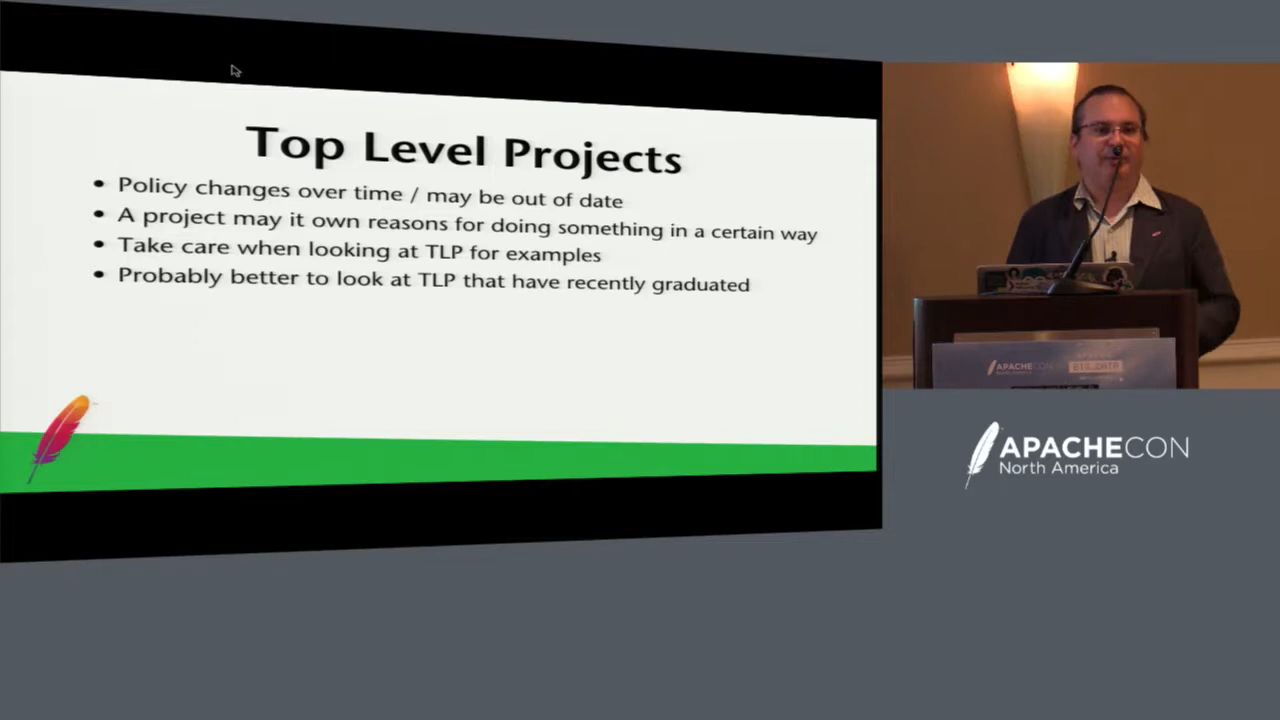 Top Level Projects
• Policy changes over time / may be out of date
• A project may it own reasons for doing something in a certain way
• Take care when looking at TLP for examples
• Probably better to look at TLP that have recently graduated
APACHECON
BIG_DATA
APACHECON
North America